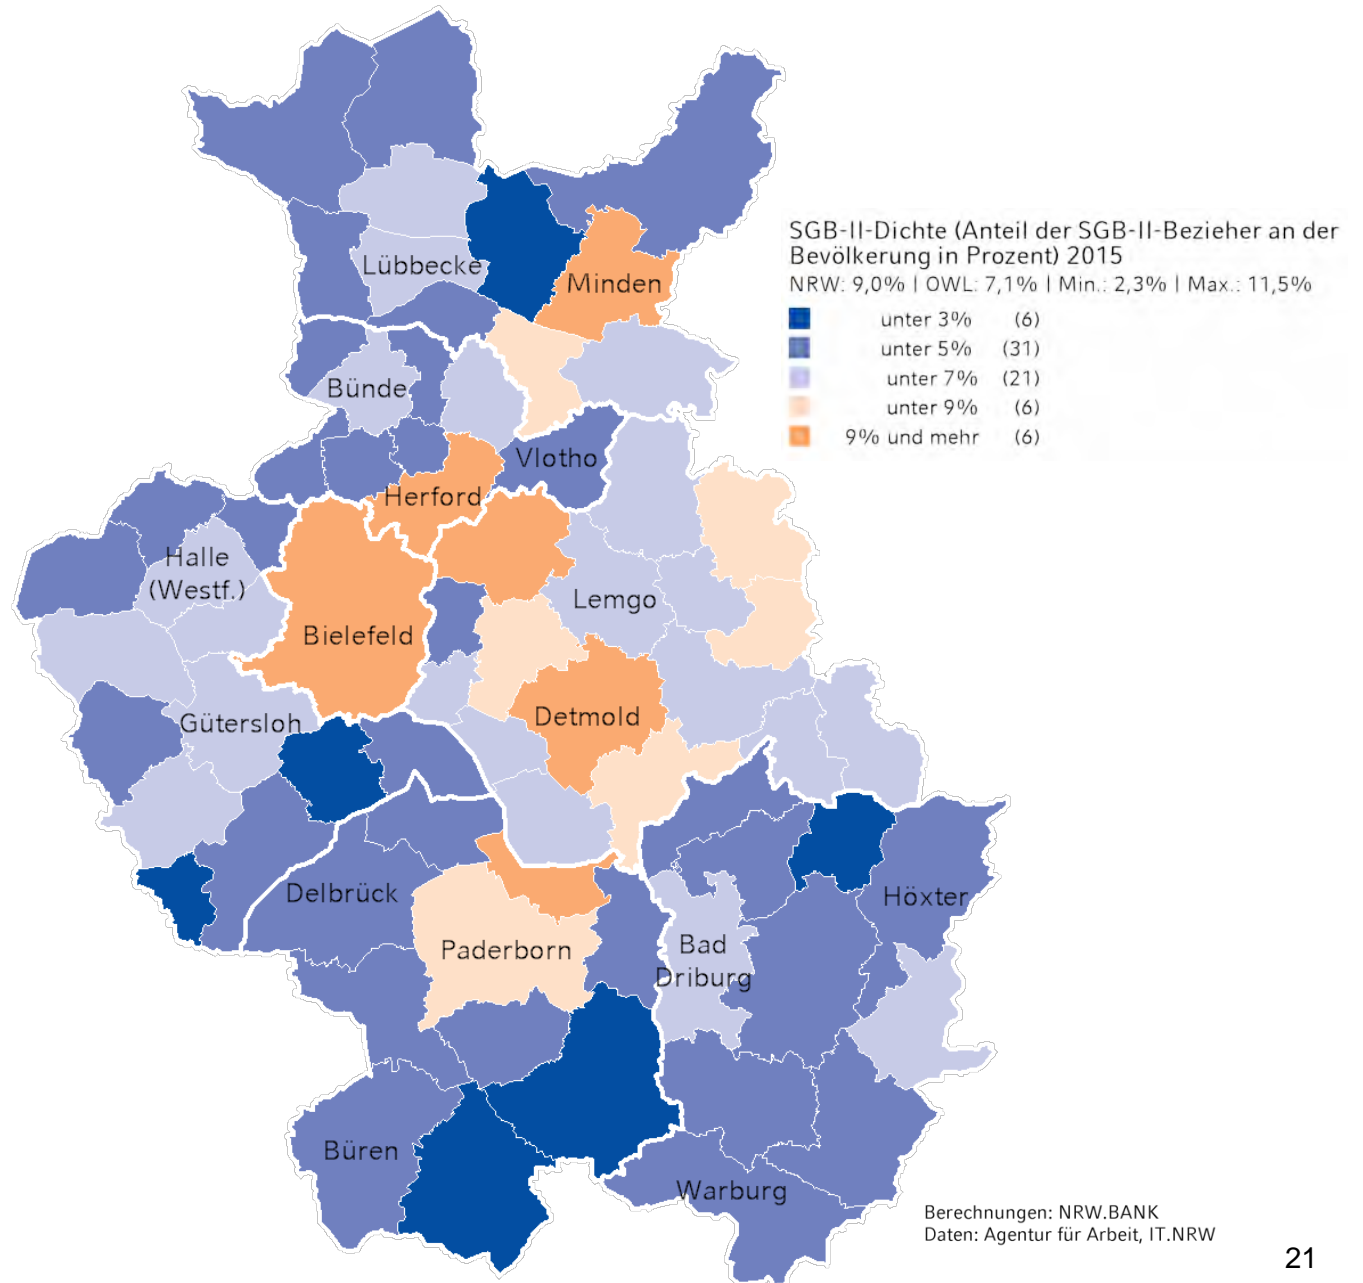 SGB-II-Dichte (Anteil der SGB-II-Bezieher an der
Bevölkerung in Prozent) 2015
NRW: 9,0% | OWL: 7,1% | Min.: 2,3% | Max.: 11,5%
unter 3% (6)
unter 5% (31)
unter 7% (21)
unter 9% (6)
9% und mehr (6)
Lübbecke
Minden
Bünde
Vlotho
Herford
Halle
(Westf.)
Lemgo
Bielefeld
Gütersloh
Detmold
Delbrück
Höxter
Paderborn
Bad
Driburg
Büren
Warburg
Berechnungen: NRW.BANK
Daten: Agentur für Arbeit, IT.NRW
21